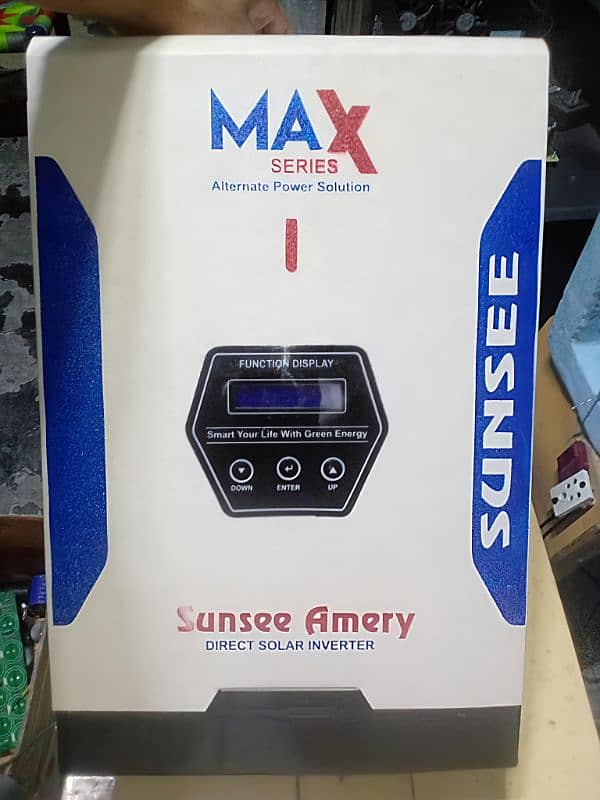 MAX
SERIES
Alternate Power Solution
SUNSEE
FUNCTION DISPLAY
Smart Your Life With Green Energy
DOWN ENTER UP
Sunsee Amery
DIRECT SOLAR INVERTER